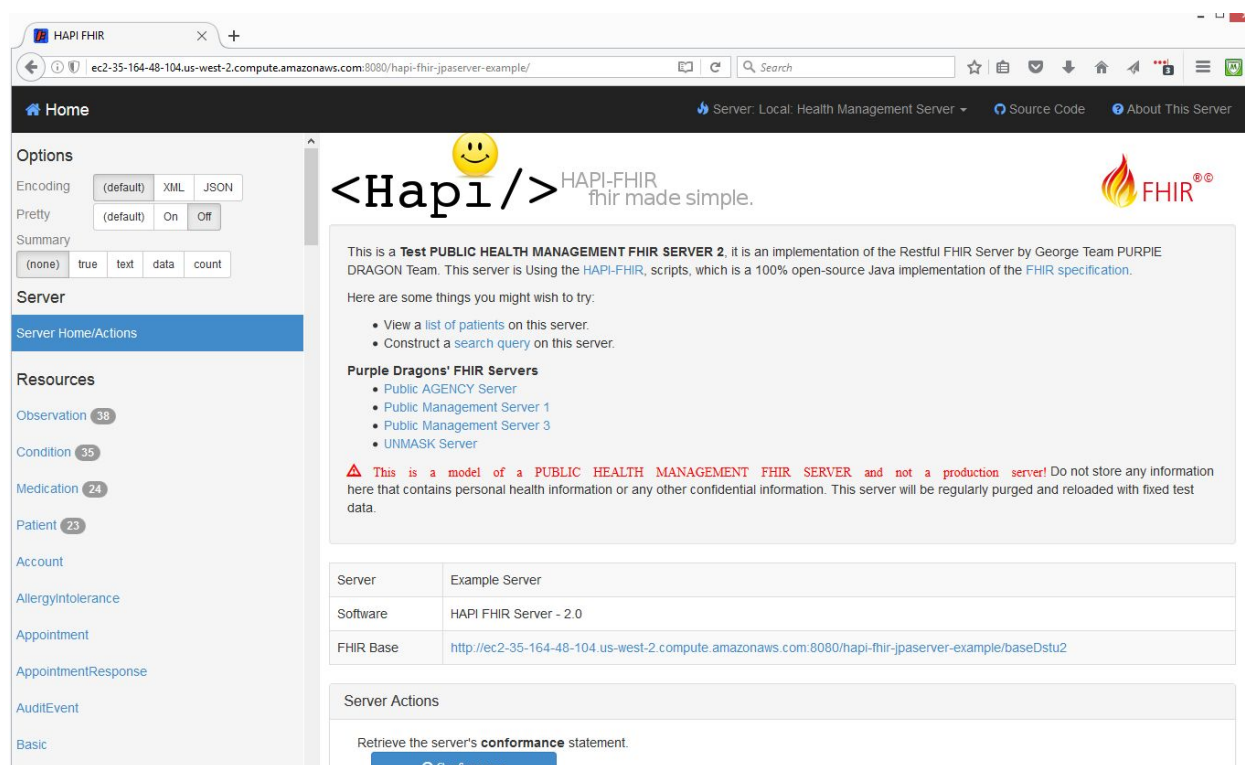 HAPI FHIR
ec2-35-164-48-104.us-west-2.compute.amazonaws.com:8080/hapi-fhir-jpaserver-example/
Search
3
Home
Server: Local: Health Management Server
Source Code
About This Server
Options
Encoding (default) XML JSON
Pretty (default) On Off
Summary
(none) true text data count
Server
Server Home/Actions
Resources
Observation 38
Condition 35
Medication 24
Patient 23
Account
AllergyIntolerance
Appointment
AppointmentResponse
AuditEvent
Basic
<Hapi/>
HAPI-FHIR
fhir made simple.
FHIR®©
This is a Test PUBLIC HEALTH MANAGEMENT FHIR SERVER 2, it is an implementation of the Restful FHIR Server by George Team PURPlE
DRAGON Team. This server is Using the HAPI-FHIR, scripts, which is a 100% open-source Java implementation of the FHIR specification.
Here are some things you might wish to try:
• View a list of patients on this server.
• Construct a search query on this server.
Purple Dragons' FHIR Servers
• Public AGENCY Server
• Public Management Server 1
• Public Management Server 3
• UNMASK Server
This is a model of a PUBLIC HEALTH MANAGEMENT FHIR SERVER and not a production server! Do not store any information
here that contains personal health information or any other confidential information. This server will be regularly purged and reloaded with fixed test
data.
Server Example Server
Software HAPI FHIR Server - 2.0
FHIR Base http://ec2-35-164-48-104.us-west-2.compute.amazonaws.com:8080/hapi-fhir-jpaserver-example/baseDstu2
Server Actions
Retrieve the server's conformance statement.